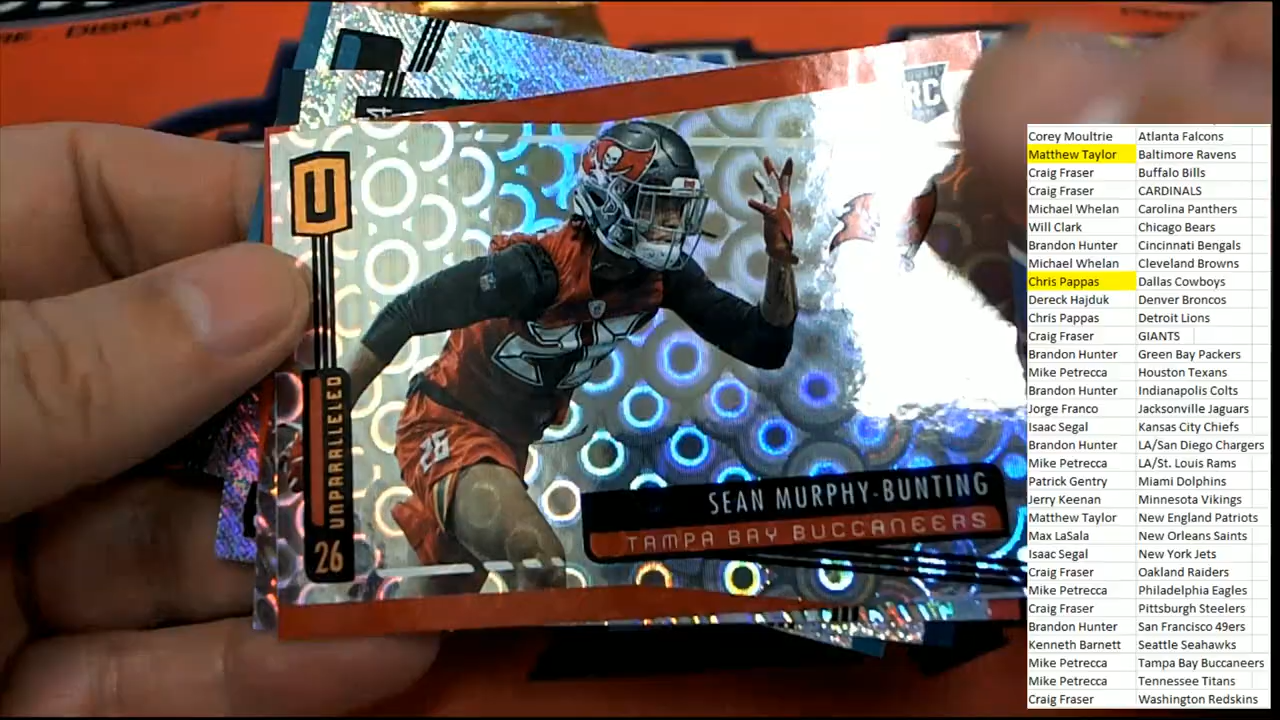 RC
UNPARALLELED
26
26
SEAN MURPHY-BUNTING
TAMPA BAY BUCCANEERS
Corey Moultrie Atlanta Falcons
Matthew Taylor Baltimore Ravens
Craig Fraser Buffalo Bills
Craig Fraser CARDINALS
Michael Whelan Carolina Panthers
Will Clark Chicago Bears
Brandon Hunter Cincinnati Bengals
Michael Whelan Cleveland Browns
Chris Pappas Dallas Cowboys
Dereck Hajduk Denver Broncos
Chris Pappas Detroit Lions
Craig Fraser GIANTS
Brandon Hunter Green Bay Packers
Mike Petrecca Houston Texans
Brandon Hunter Indianapolis Colts
Jorge Franco Jacksonville Jaguars
Isaac Segal Kansas City Chiefs
Brandon Hunter LA/San Diego Chargers
Mike Petrecca LA/St. Louis Rams
Patrick Gentry Miami Dolphins
Jerry Keenan Minnesota Vikings
Matthew Taylor New England Patriots
Max LaSala New Orleans Saints
Isaac Segal New York Jets
Craig Fraser Oakland Raiders
Mike Petrecca Philadelphia Eagles
Craig Fraser Pittsburgh Steelers
Brandon Hunter San Francisco 49ers
Kenneth Barnett Seattle Seahawks
Mike Petrecca Tampa Bay Buccaneers
Mike Petrecca Tennessee Titans
Craig Fraser Washington Redskins